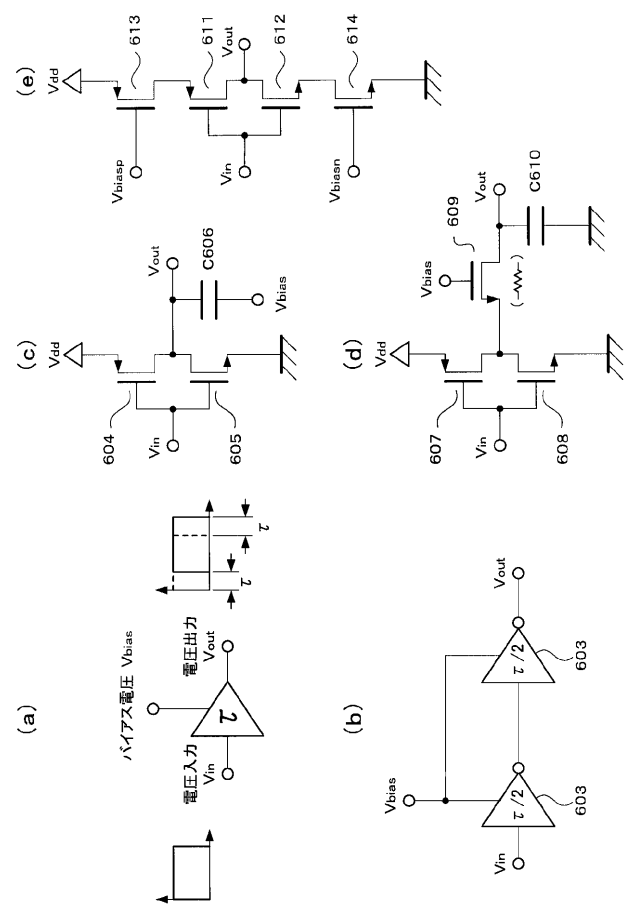 (a)
バイアス電圧 Vbias
電圧入力
Vin
τ
電圧出力
Vout
τ
τ
(b)
Vbias
Vin
τ/2
603
τ/2
603
Vout
(c)
Vdd
604
Vin
605
Vout
C606
Vbias
(d)
Vdd
607
Vin
608
Vbias
609
Vout
C610
(e)
Vdd
Vbiasp
613
611
Vin
Vout
612
Vbiasn
614